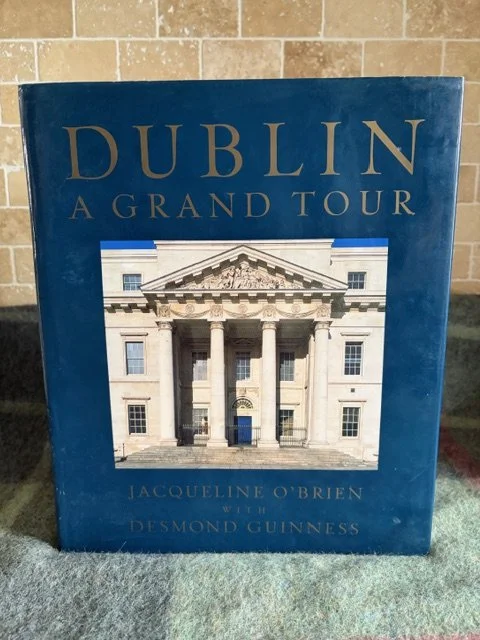 DUBLIN
A GRAND TOUR
JACQUELINE O'BRIEN
WITH
DESMOND GUINNESS